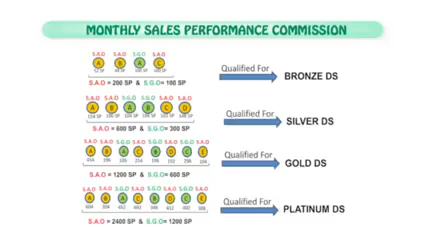 MONTHLY SALES PERFORMANCE COMMISSION
S.A.O S.A.O S.G.O S.A.O
A B A C
S.A.O = 200 SP & S.G.O= 100 SP
Qualified For
BRONZE DS
S.A.O S.A.O S.G.O S.G.O S.A.O S.A.O
A B A B C D
S.A.O = 600 SP & S.G.O= 300 SP
Qualified For
SILVER DS
A B A C B D C E
S.A.O = 1200 SP & S.G.O= 600 SP
Qualified For
GOLD DS
A B A C B D C E
S.A.O = 2400 SP & S.G.O= 1200 SP
Qualified For
PLATINUM DS